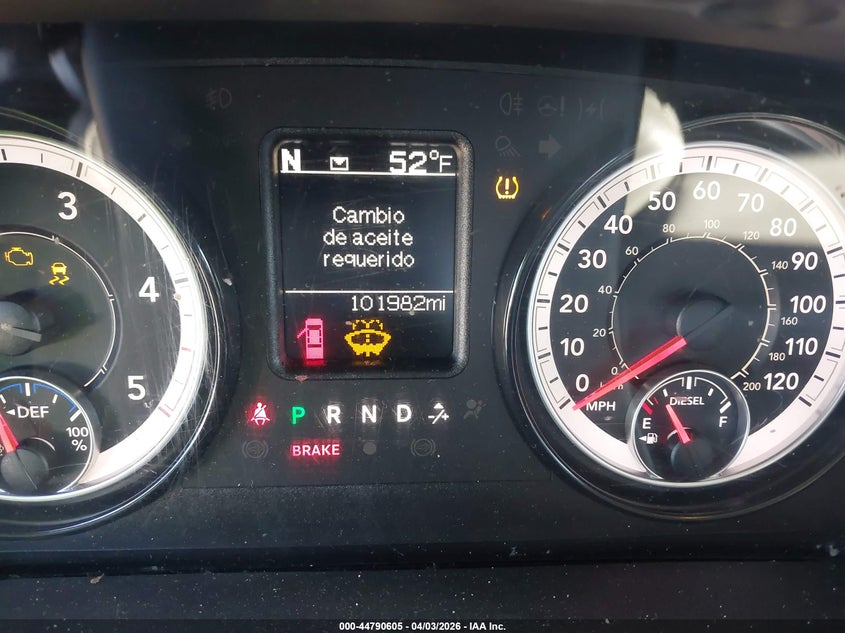 N 52°F
Cambio
de aceite
requerido
101982mi
3
4
5
DEF
100
%
P R N D
BRAKE
0 10 20 30 40 50 60 70 80 90 100 110 120
MPH
0 20 40 60 80 100 120 140 160 180 200
DIESEL
E F
000-44790605 - 04/03/2026 - IAA Inc.